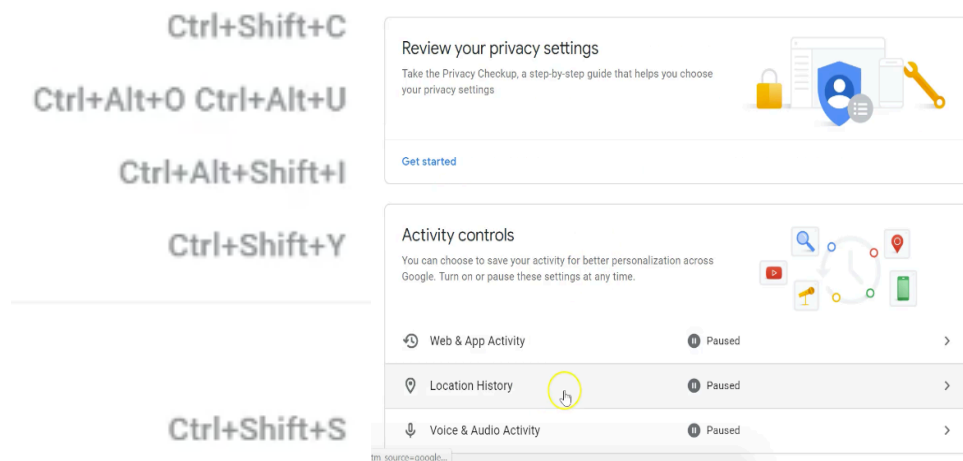 Ctrl+Shift+C
Ctrl+Alt+O Ctrl+Alt+U
Ctrl+Alt+Shift+I
Ctrl+Shift+Y
Ctrl+Shift+S
Review your privacy settings
Take the Privacy Checkup, a step-by-step guide that helps you choose
your privacy settings
Get started
Activity controls
You can choose to save your activity for better personalization across
Google. Turn on or pause these settings at any time.
Web & App Activity Paused
Location History Paused
Voice & Audio Activity Paused
tm_source=google...